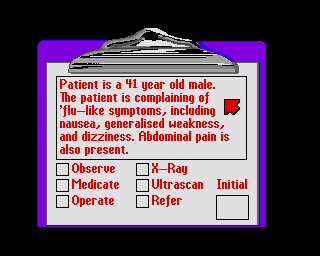 Patient is a 41 year old male.
The patient is complaining of
'flu-like symptoms, including
nausea, generalised weakness,
and dizziness. Abdominal pain is
also present.
Observe X-Ray
Medicate Ultrascan Initial
Operate Refer